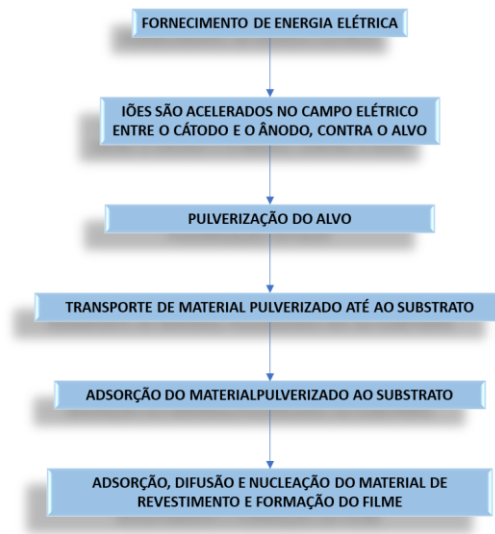 FORNECIMENTO DE ENERGIA ELÉTRICA
IÕES SÃO ACELERADOS NO CAMPO ELÉTRICO
ENTRE O CÁTODO E O ÂNODO, CONTRA O ALVO
PULVERIZAÇÃO DO ALVO
TRANSPORTE DE MATERIAL PULVERIZADO ATÉ AO SUBSTRATO
ADSORÇÃO DO MATERIALPULVERIZADO AO SUBSTRATO
ADSORÇÃO, DIFUSÃO E NUCLEAÇÃO DO MATERIAL DE
REVESTIMENTO E FORMAÇÃO DO FILME